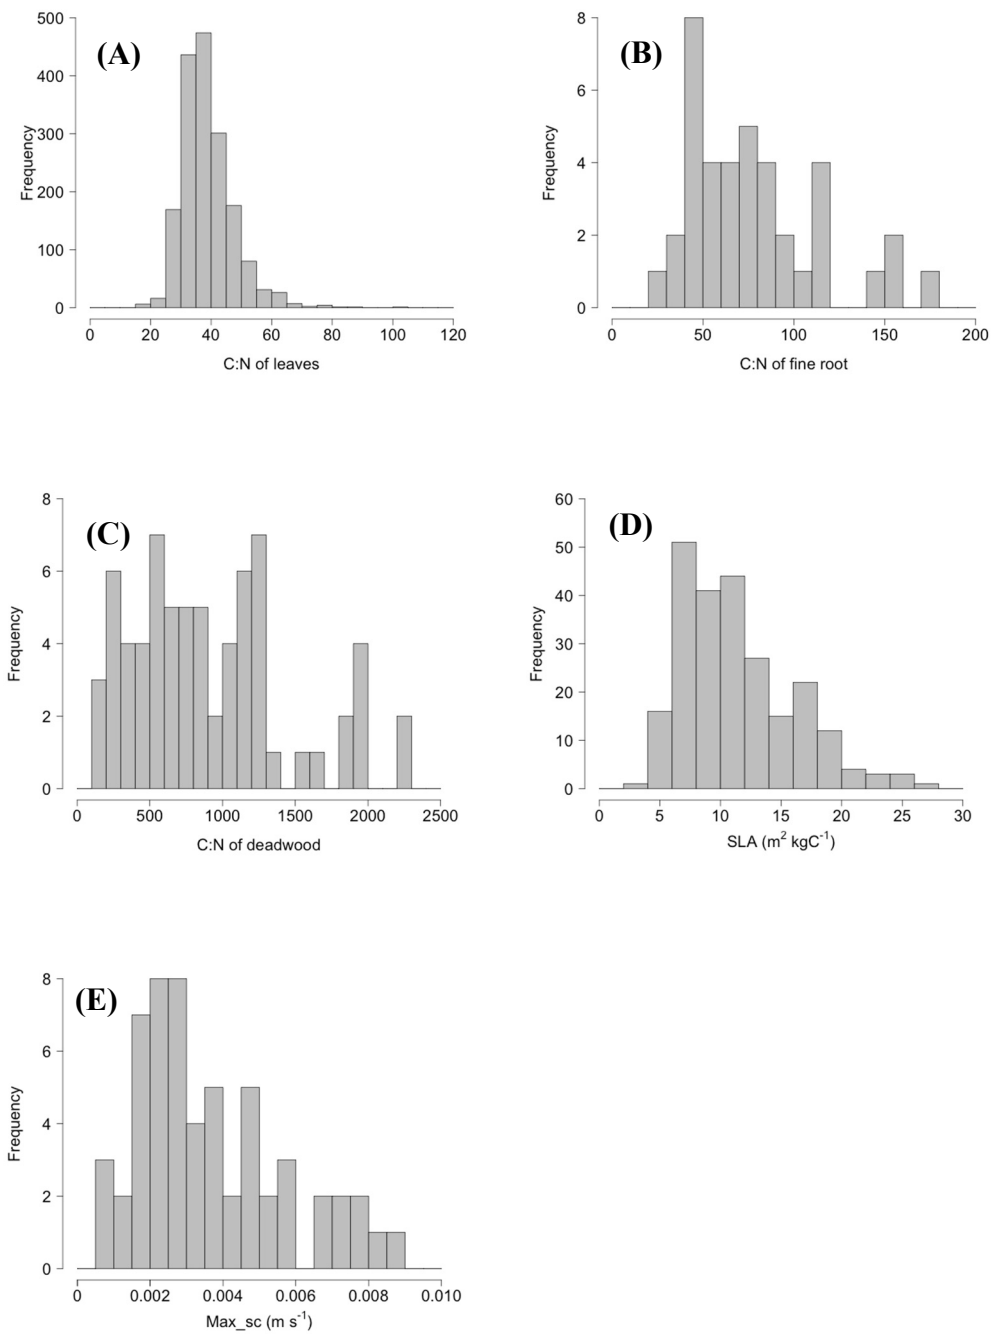 (A)
Frequency
500
400
300
200
100
0
0 20 40 60 80 100 120
C:N of leaves
(B)
Frequency
8
6
4
2
0
0 50 100 150 200
C:N of fine root
(C)
Frequency
8
6
4
2
0
0 500 1000 1500 2000 2500
C:N of deadwood
(D)
Frequency
60
50
40
30
20
10
0
0 5 10 15 20 25 30
SLA (m² kgC⁻¹)
(E)
Frequency
8
6
4
2
0
0 0.002 0.004 0.006 0.008 0.010
Max_sc (m s⁻¹)